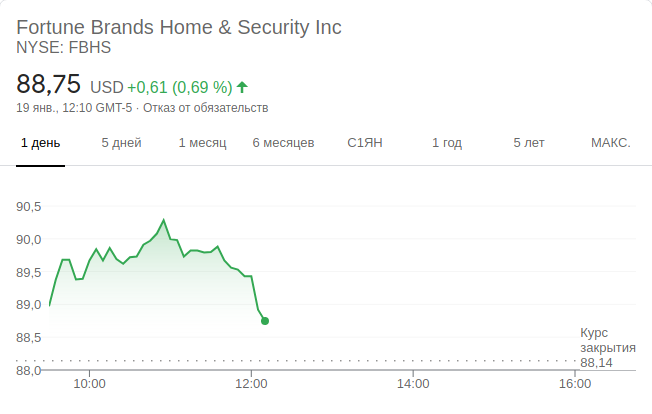 Fortune Brands Home & Security Inc
NYSE: FBHS
88,75 USD +0,61 (0,69 %)
19 янв., 12:10 GMT-5 · Отказ от обязательств
1 день 5 дней 1 месяц 6 месяцев С1ЯН 1 год 5 лет МАКС.
90,5
90,0
89,5
89,0
88,5
88,0
Курс
закрытия
88,14
10:00 12:00 14:00 16:00